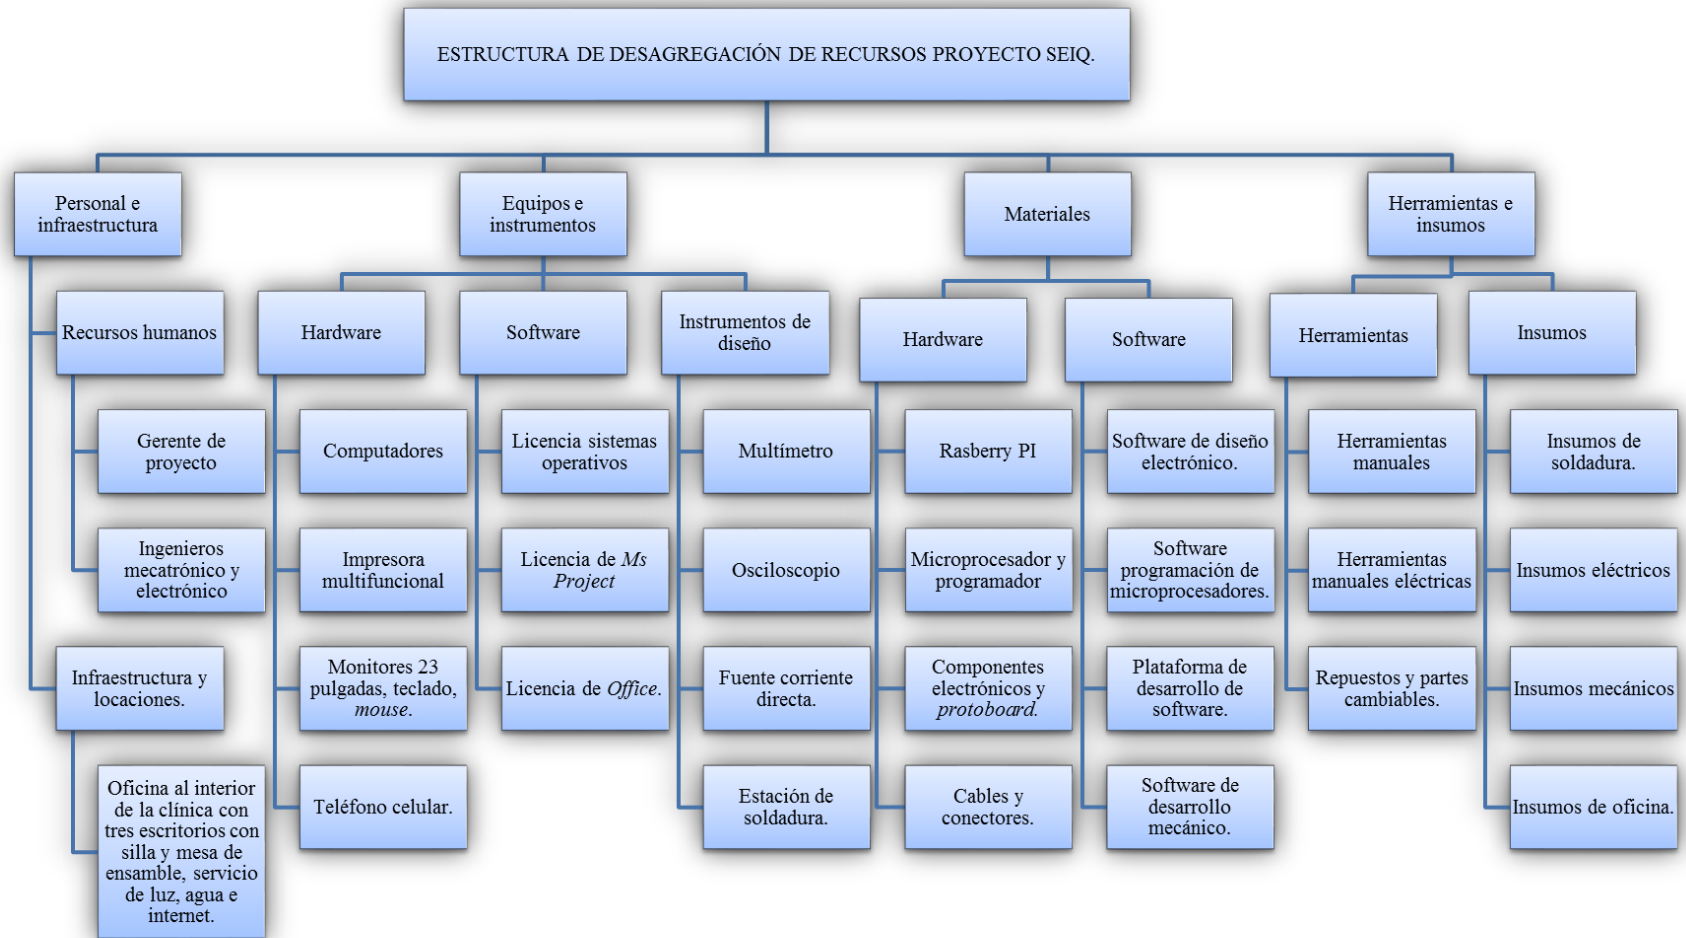 ESTRUCTURA DE DESAGREGACIÓN DE RECURSOS PROYECTO SEIQ.
Personal e
infraestructura
Recursos humanos
Gerente de
proyecto
Ingenieros
mecatrónico y
electrónico
Infraestructura y
locaciones.
Oficina al interior
de la clínica con
tres escritorios con
silla y mesa de
ensamble, servicio
de luz, agua e
internet.
Equipos e
instrumentos
Hardware
Computadores
Impresora
multifuncional
Monitores 23
pulgadas, teclado,
mouse.
Teléfono celular.
Software
Licencia sistemas
operativos
Licencia de Ms
Project
Licencia de Office.
Instrumentos de
diseño
Multímetro
Osciloscopio
Fuente corriente
directa.
Estación de
soldadura.
Materiales
Hardware
Rasberry PI
Microprocesador y
programador
Componentes
electrónicos y
protoboard.
Cables y
conectores.
Software
Software de diseño
electrónico.
Software
programación de
microprocesadores.
Plataforma de
desarrollo de
software.
Software de
desarrollo
mecánico.
Herramientas e
insumos
Herramientas
Herramientas
manuales
Herramientas
manuales eléctricas
Repuestos y partes
cambiables.
Insumos
Insumos de
soldadura.
Insumos eléctricos
Insumos mecánicos
Insumos de oficina.